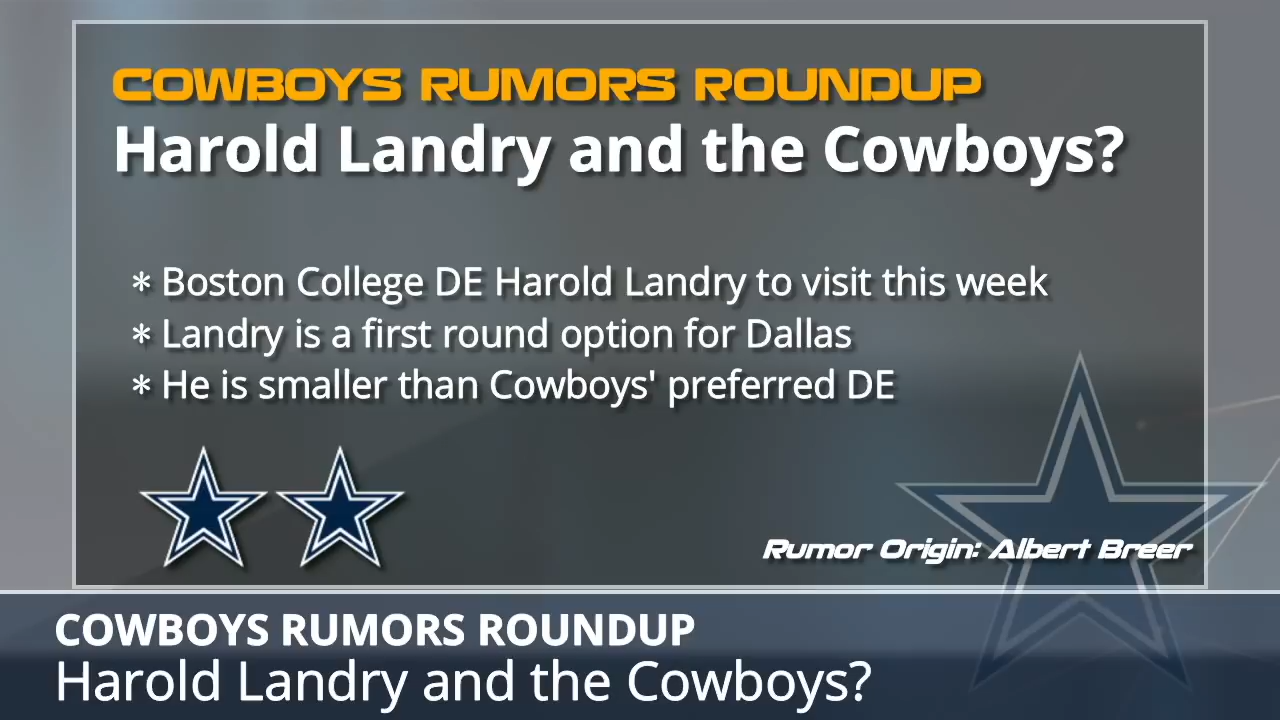 COWBOYS RUMORS ROUNDUP
Harold Landry and the Cowboys?
* Boston College DE Harold Landry to visit this week
* Landry is a first round option for Dallas
* He is smaller than Cowboys' preferred DE
Rumor Origin: Albert Breer
COWBOYS RUMORS ROUNDUP
Harold Landry and the Cowboys?